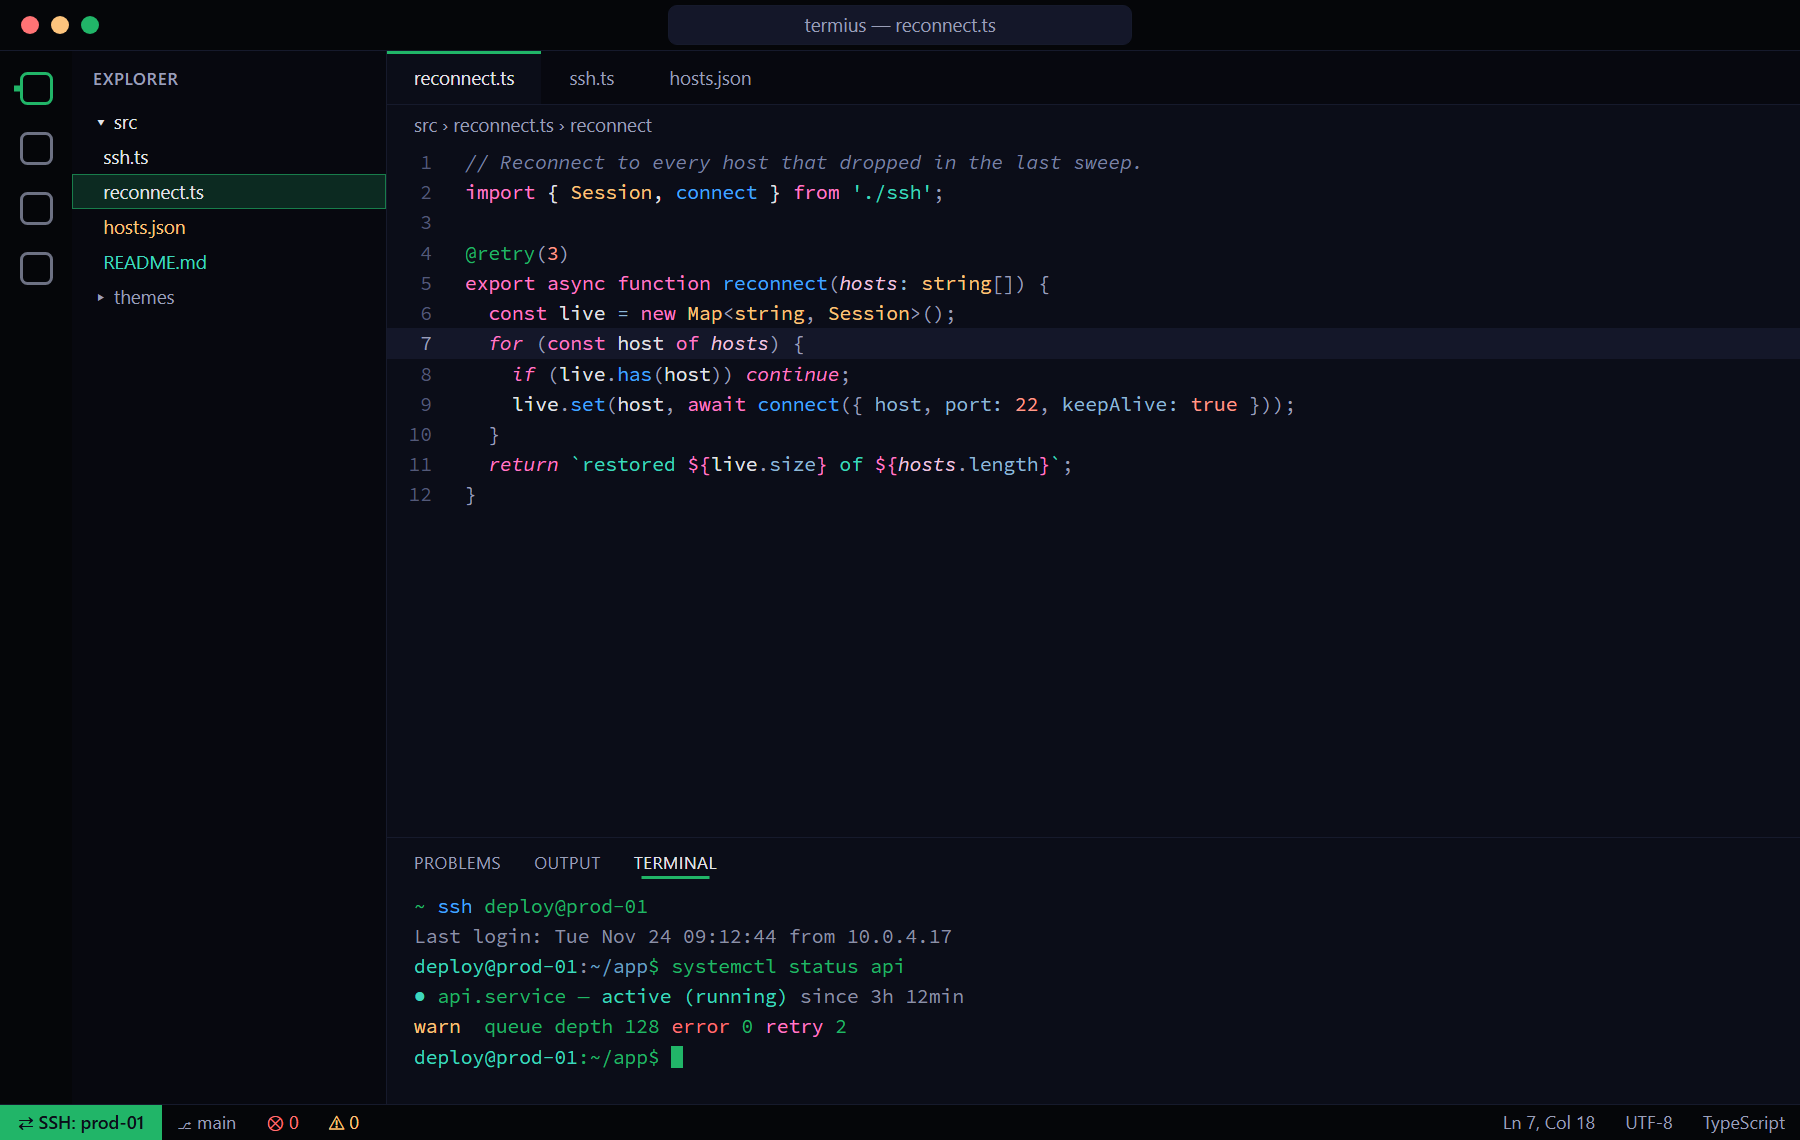 termius — reconnect.ts
EXPLORER
src
ssh.ts
reconnect.ts
hosts.json
README.md
themes
reconnect.ts
ssh.ts
hosts.json
src › reconnect.ts › reconnect
1 // Reconnect to every host that dropped in the last sweep.
2 import { Session, connect } from './ssh';
3
4 @retry(3)
5 export async function reconnect(hosts: string[]) {
6   const live = new Map<string, Session>();
7   for (const host of hosts) {
8     if (live.has(host)) continue;
9     live.set(host, await connect({ host, port: 22, keepAlive: true }));
10   }
11   return `restored ${live.size} of ${hosts.length}`;
12 }
PROBLEMS
OUTPUT
TERMINAL
~ ssh deploy@prod-01
Last login: Tue Nov 24 09:12:44 from 10.0.4.17
deploy@prod-01:~/app$ systemctl status api
● api.service — active (running) since 3h 12min
warn  queue depth 128 error 0 retry 2
deploy@prod-01:~/app$
⇄ SSH: prod-01
main
0
0
Ln 7, Col 18
UTF-8
TypeScript